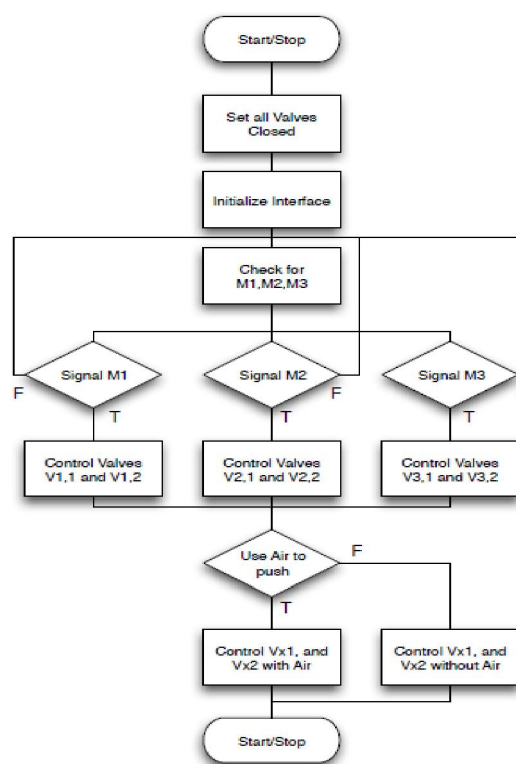 Start/Stop
Set all Valves
Closed
Initialize Interface
Check for
M1,M2,M3
Signal M1
Signal M2
Signal M3
F
F
T
T
T
Control Valves
V1,1 and V1,2
Control Valves
V2,1 and V2,2
Control Valves
V3,1 and V3,2
Use Air to
push
F
T
Control Vx1, and
Vx2 with Air
Control Vx1, and
Vx2 without Air
Start/Stop